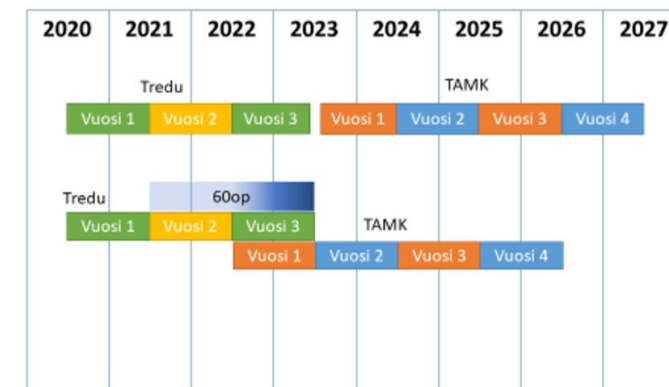 2020 2021 2022 2023 2024 2025 2026 2027
Tredu TAMK
Vuosi 1 Vuosi 2 Vuosi 3 Vuosi 1 Vuosi 2 Vuosi 3 Vuosi 4
Tredu 60op
Vuosi 1 Vuosi 2 Vuosi 3 TAMK
Vuosi 1 Vuosi 2 Vuosi 3 Vuosi 4